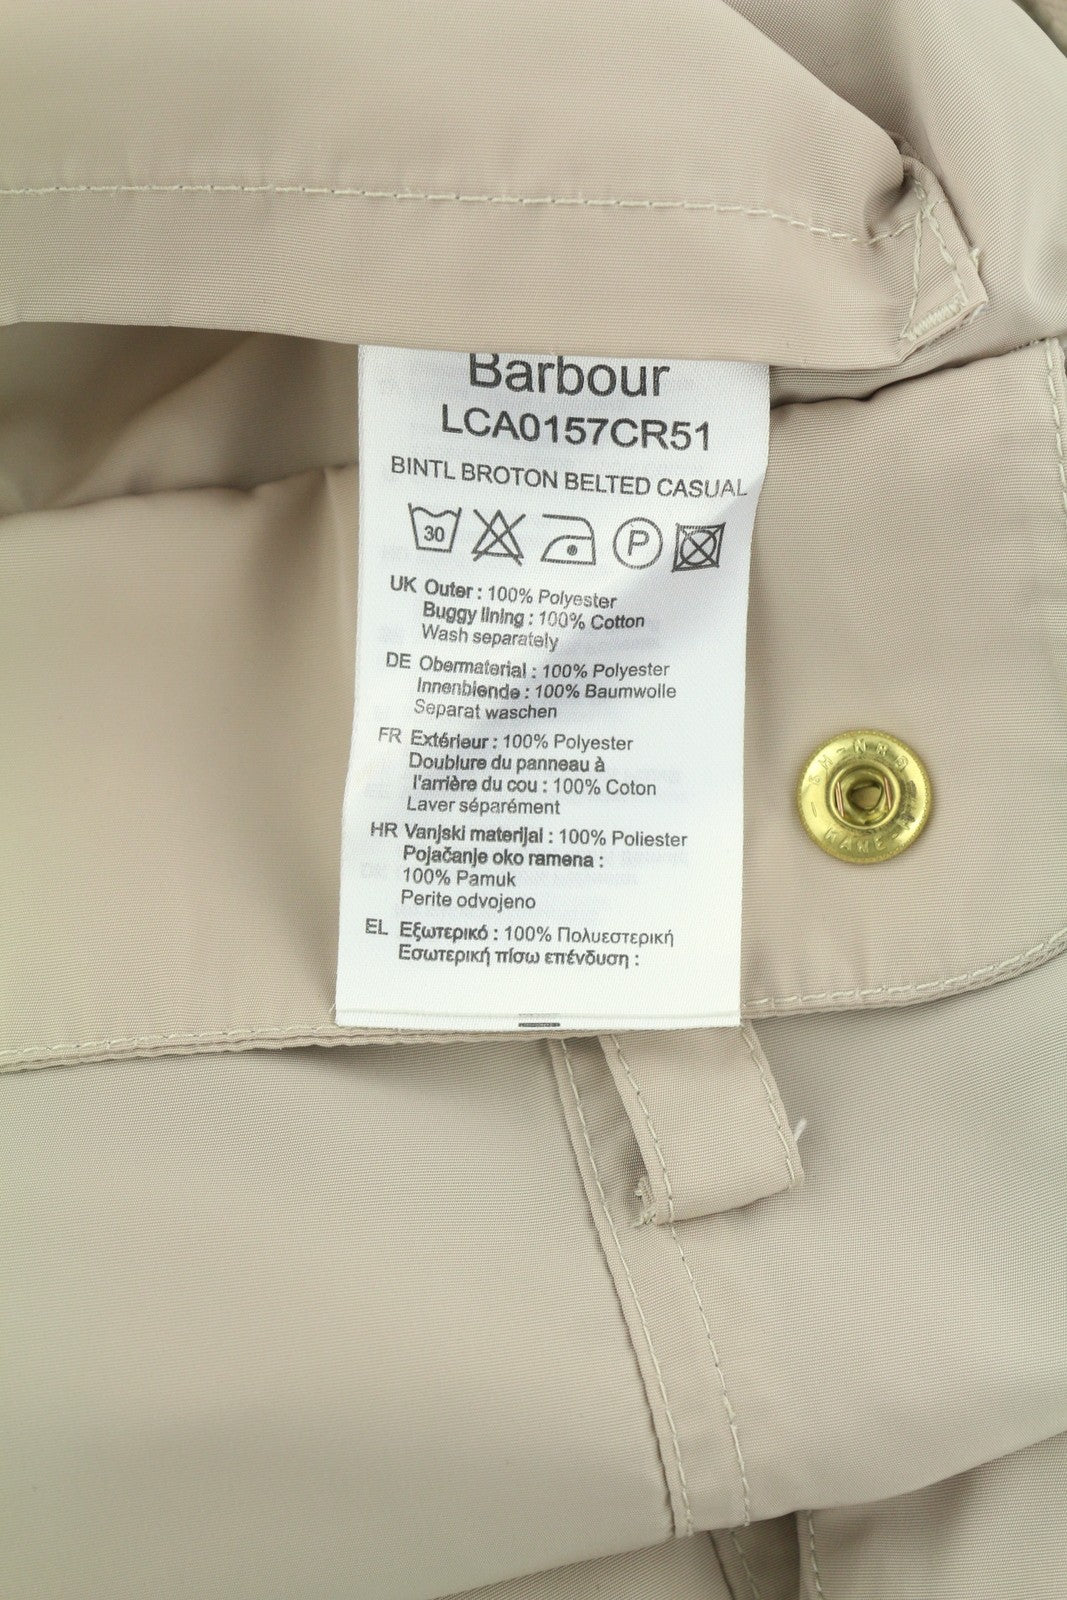 Barbour
LCA0157CR51
BINTL BROTON BELTED CASUAL
30 P
UK Outer : 100% Polyester
Buggy lining : 100% Cotton
Wash separately
DE Obermaterial : 100% Polyester
Innenblende : 100% Baumwolle
Separat waschen
FR Extérieur : 100% Polyester
Doublure du panneau à
l'arrière du cou : 100% Coton
Laver séparément
HR Vanjski materijal : 100% Poliester
Pojačanje oko ramena :
100% Pamuk
Perite odvojeno
EL Εξωτερικό : 100% Πολυεστερική
Εσωτερική πίσω επένδυση :